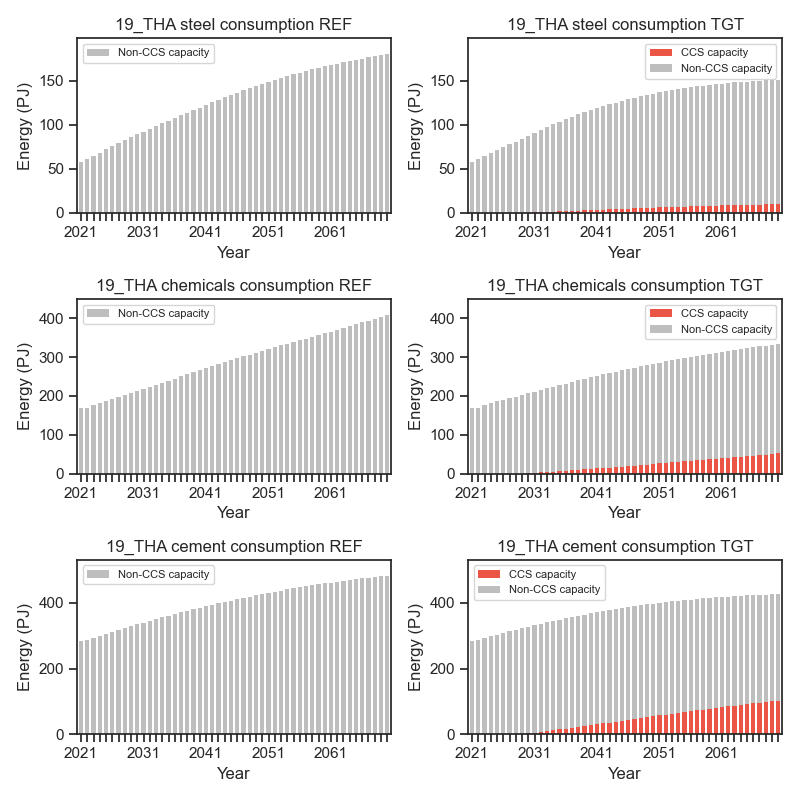 19_THA steel consumption REF
Non-CCS capacity
150
100
50
0
Energy (PJ)
2021 2031 2041 2051 2061
Year
19_THA steel consumption TGT
CCS capacity
Non-CCS capacity
150
100
50
0
Energy (PJ)
2021 2031 2041 2051 2061
Year
19_THA chemicals consumption REF
Non-CCS capacity
400
300
200
100
0
Energy (PJ)
2021 2031 2041 2051 2061
Year
19_THA chemicals consumption TGT
CCS capacity
Non-CCS capacity
400
300
200
100
0
Energy (PJ)
2021 2031 2041 2051 2061
Year
19_THA cement consumption REF
Non-CCS capacity
400
200
0
Energy (PJ)
2021 2031 2041 2051 2061
Year
19_THA cement consumption TGT
CCS capacity
Non-CCS capacity
400
200
0
Energy (PJ)
2021 2031 2041 2051 2061
Year